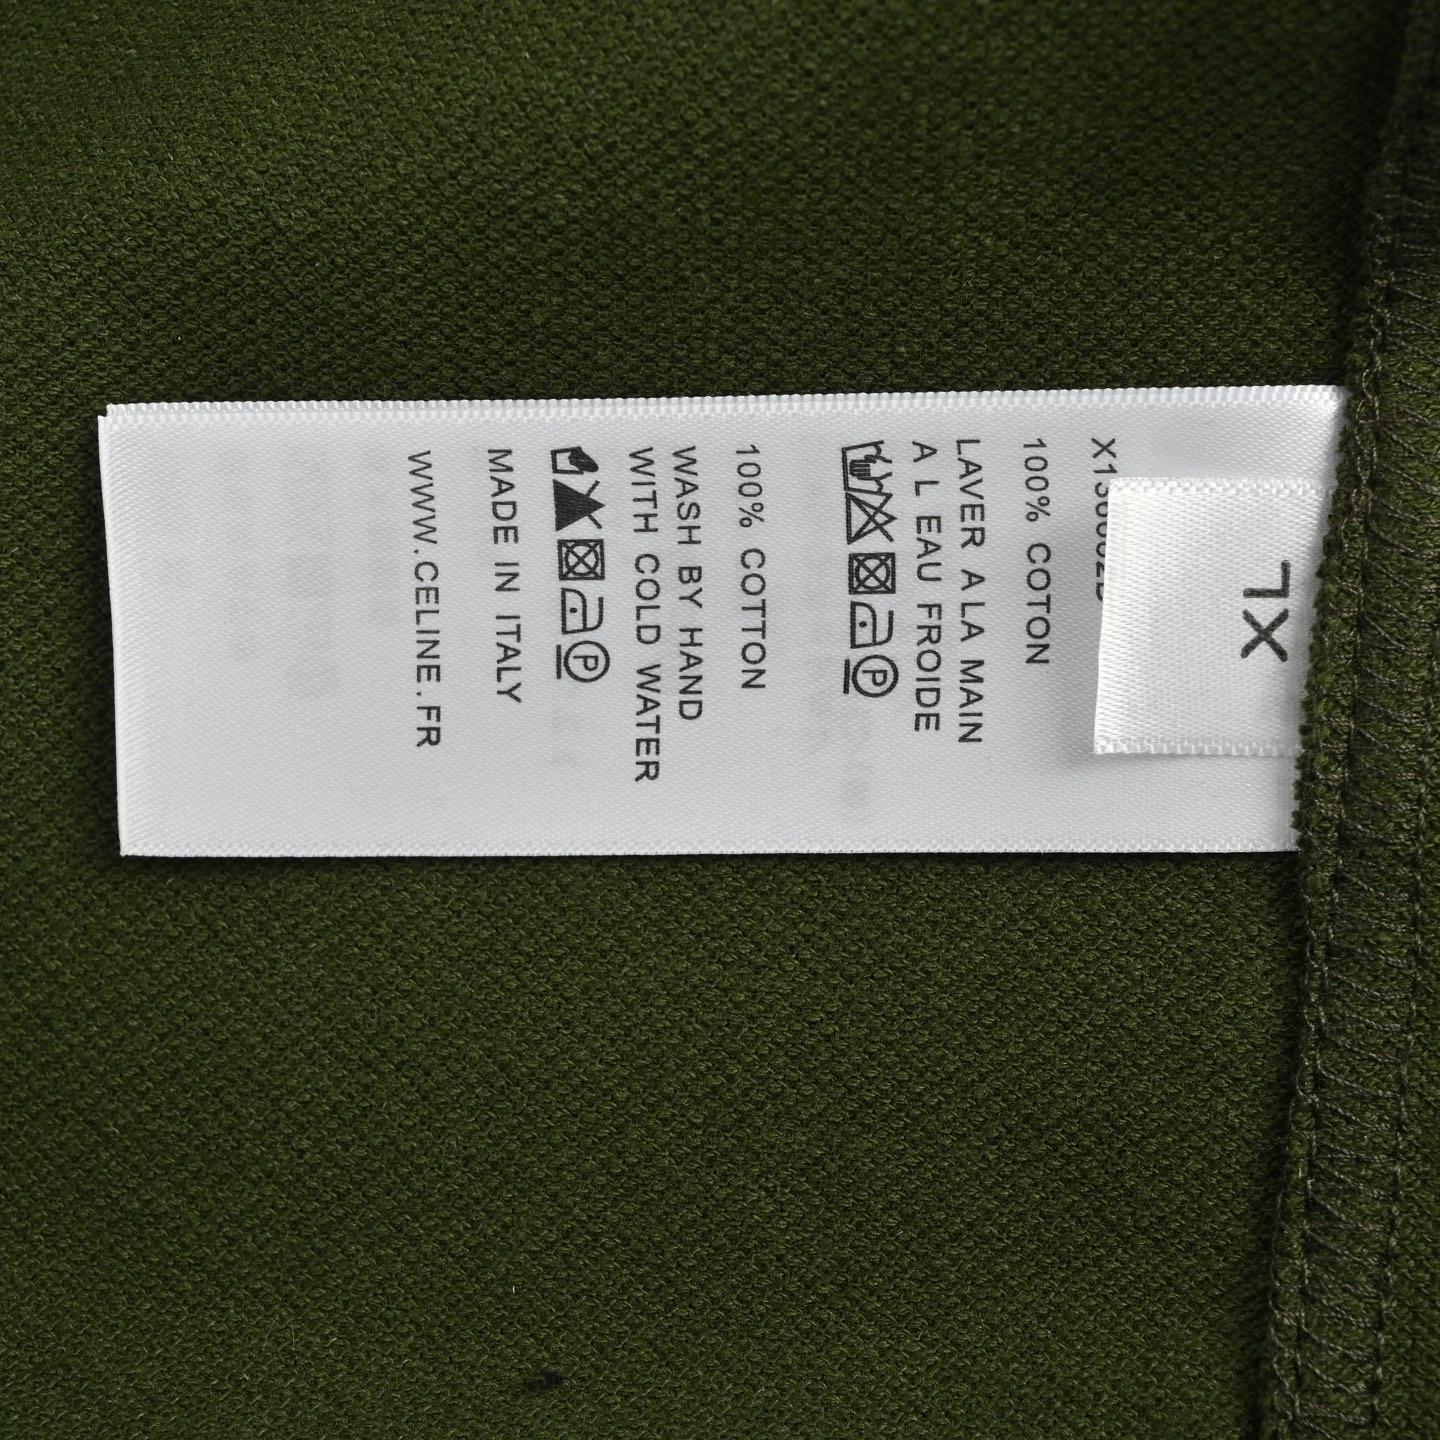 XL
100% COTON
LAVER A LA MAIN
A L EAU FROIDE
P
100% COTTON
WASH BY HAND
WITH COLD WATER
P
MADE IN ITALY
WWW.CELINE.FR